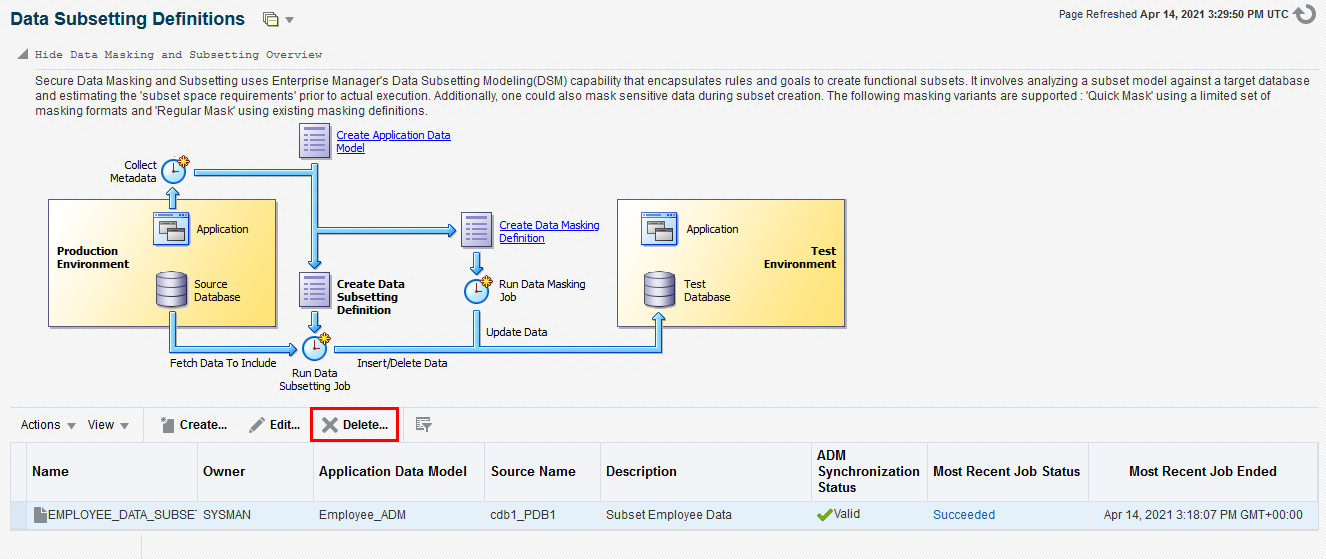 Data Subsetting Definitions
Page Refreshed Apr 14, 2021 3:29:50 PM UTC
Hide Data Masking and Subsetting Overview
Secure Data Masking and Subsetting uses Enterprise Manager's Data Subsetting Modeling(DSM) capability that encapsulates rules and goals to create functional subsets. It involves analyzing a subset model against a target database
and estimating the 'subset space requirements' prior to actual execution. Additionally, one could also mask sensitive data during subset creation. The following masking variants are supported : 'Quick Mask' using a limited set of
masking formats and 'Regular Mask' using existing masking definitions.
Create Application Data
Model
Collect
Metadata
Application
Production
Environment
Source
Database
Create Data Masking
Definition
Create Data
Subsetting
Definition
Run Data Masking
Job
Application
Test
Environment
Test
Database
Update Data
Fetch Data To Include
Insert/Delete Data
Run Data
Subsetting Job
Actions View Create... Edit... Delete...
Name Owner Application Data Model Source Name Description
ADM
Synchronization
Status
Most Recent Job Status Most Recent Job Ended
EMPLOYEE_DATA_SUBSE SYSMAN Employee_ADM cdb1_PDB1 Subset Employee Data Valid Succeeded Apr 14, 2021 3:18:07 PM GMT+00:00